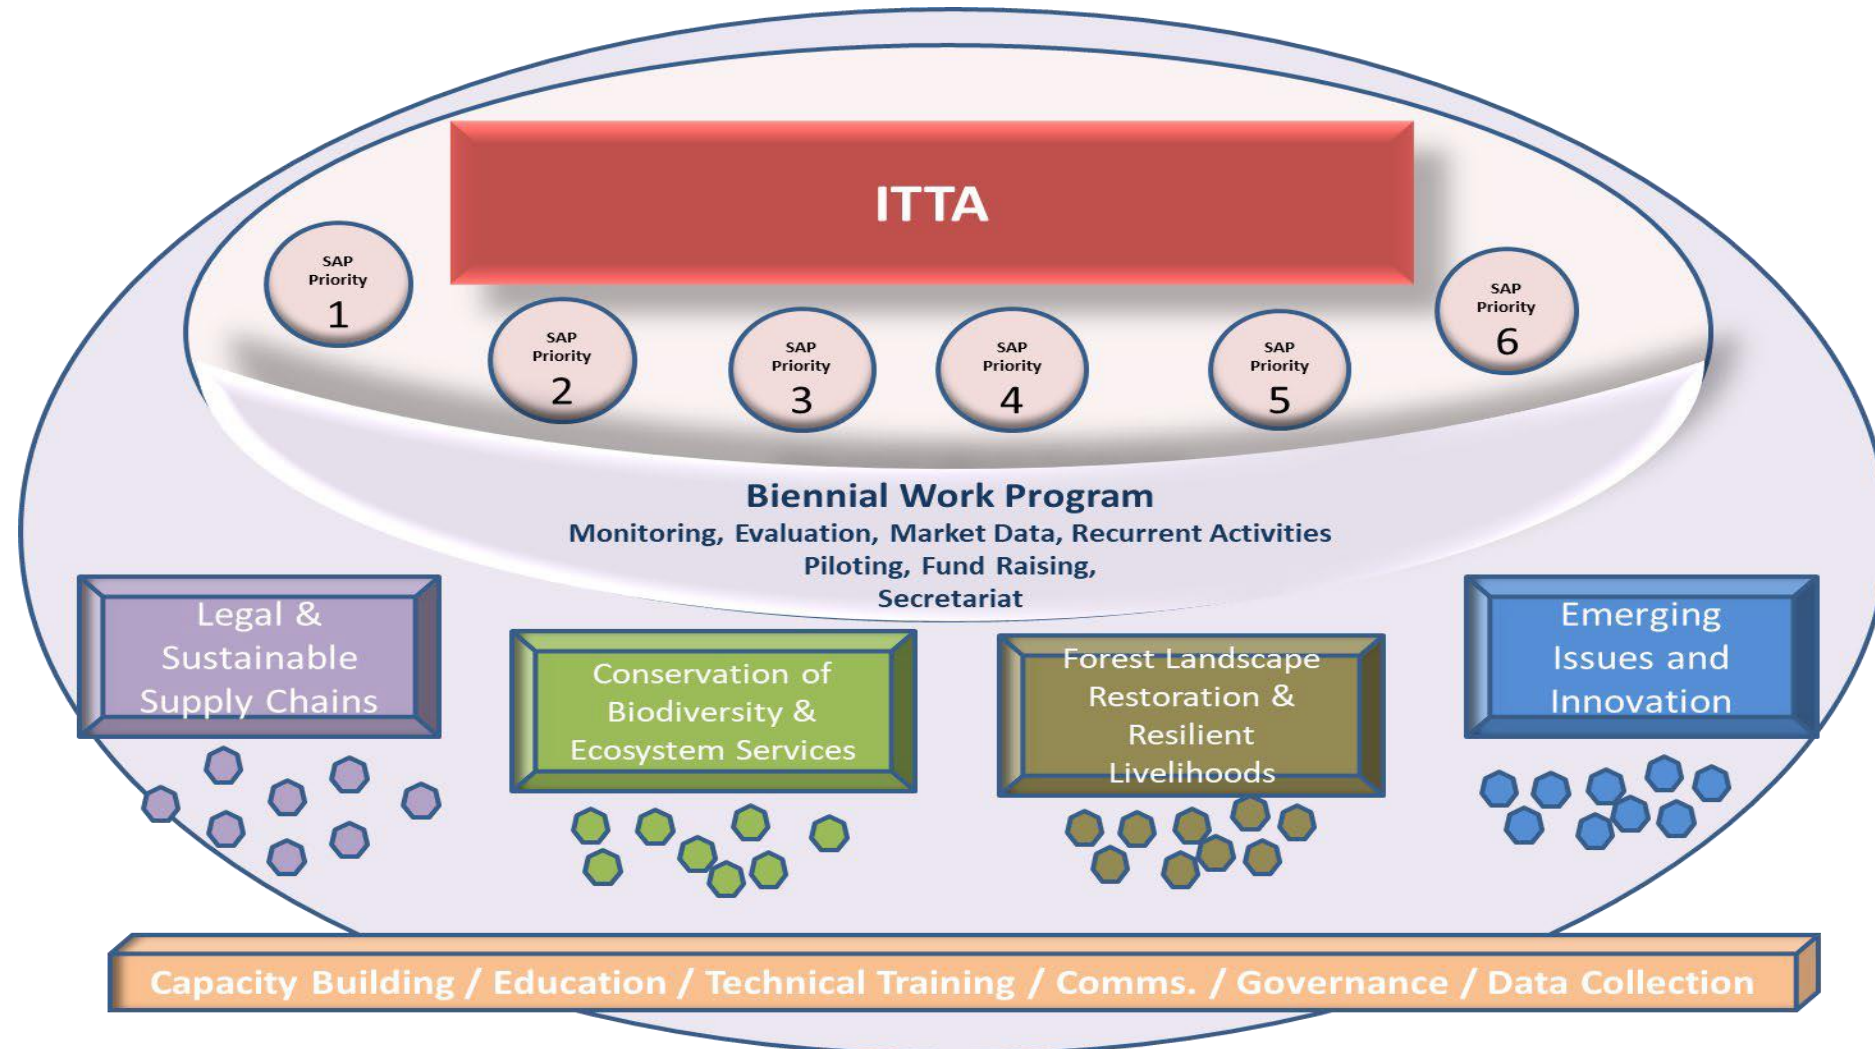 ITTA
SAP
Priority
1
SAP
Priority
2
SAP
Priority
3
SAP
Priority
4
SAP
Priority
5
SAP
Priority
6
Biennial Work Program
Monitoring, Evaluation, Market Data, Recurrent Activities
Piloting, Fund Raising,
Secretariat
Legal &
Sustainable
Supply Chains
Conservation of
Biodiversity &
Ecosystem Services
Forest Landscape
Restoration &
Resilient
Livelihoods
Emerging
Issues and
Innovation
Capacity Building / Education / Technical Training / Comms. / Governance / Data Collection